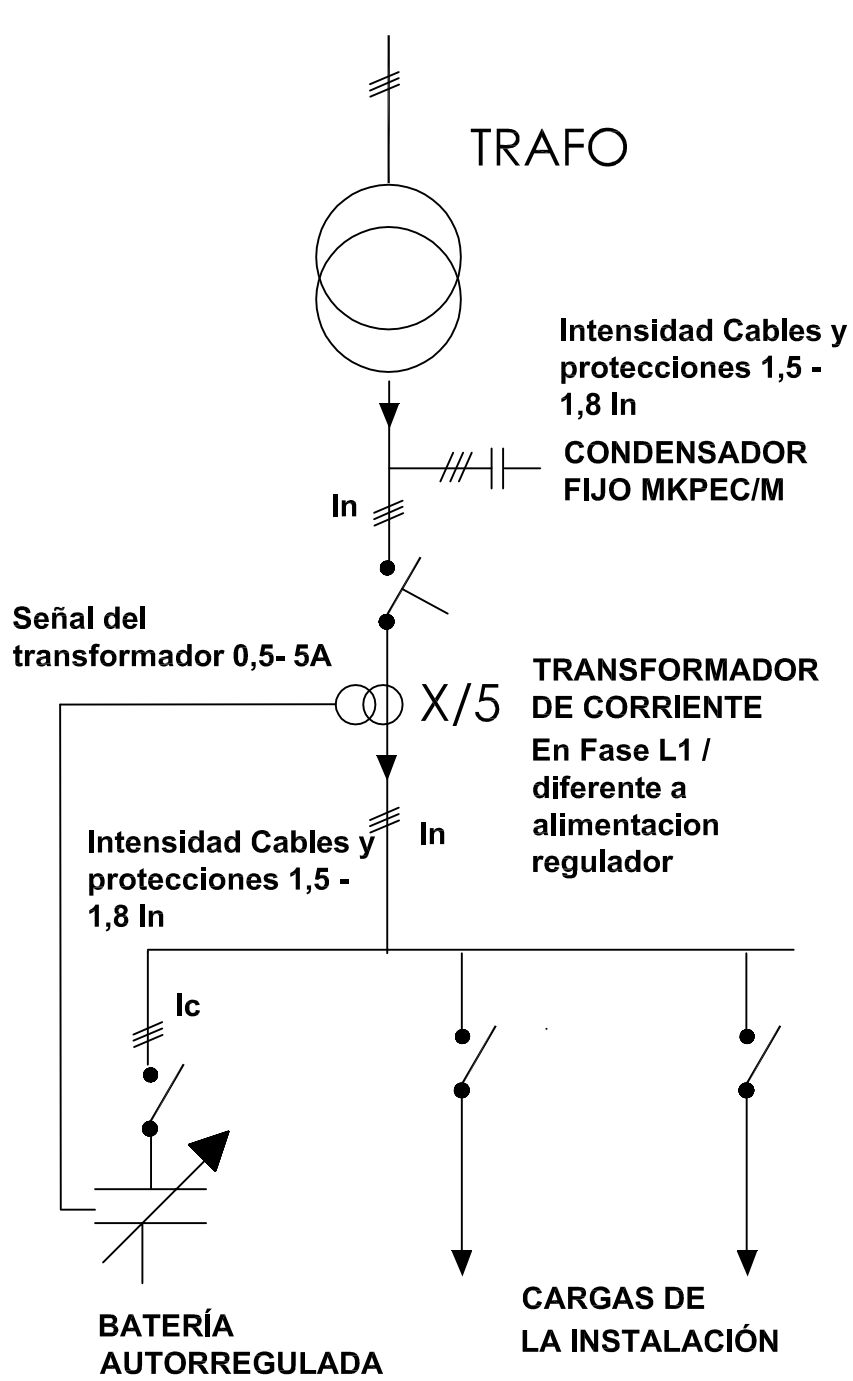 TRAFO
Intensidad Cables y
protecciones 1,5 -
1,8 In
CONDENSADOR
FIJO MKPEC/M
In
Señal del
transformador 0,5- 5A
X/5
TRANSFORMADOR
DE CORRIENTE
En Fase L1 /
diferente a
alimentacion
regulador
In
Intensidad Cables y
protecciones 1,5 -
1,8 In
Ic
BATERÍA
AUTORREGULADA
CARGAS DE
LA INSTALACIÓN